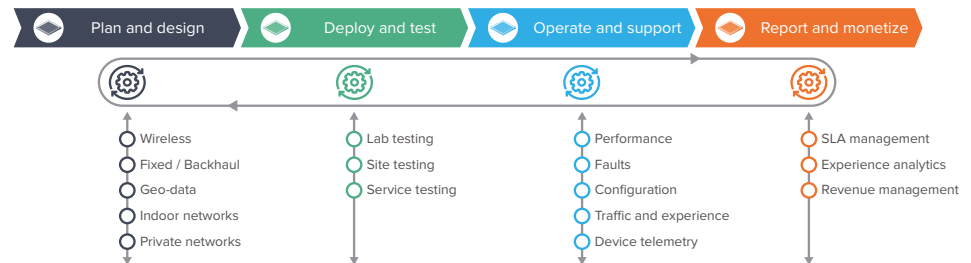 Plan and design
Deploy and test
Operate and support
Report and monetize
Wireless
Fixed / Backhaul
Geo-data
Indoor networks
Private networks
Lab testing
Site testing
Service testing
Performance
Faults
Configuration
Traffic and experience
Device telemetry
SLA management
Experience analytics
Revenue management